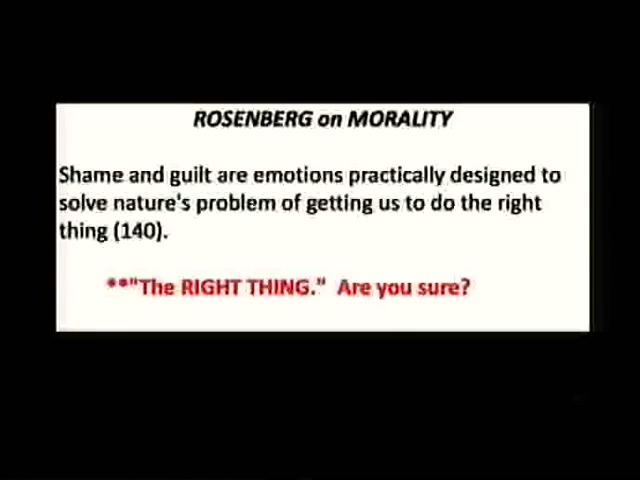 ROSENBERG on MORALITY
Shame and guilt are emotions practically designed to
solve nature's problem of getting us to do the right
thing (140).
**"The RIGHT THING." Are you sure?